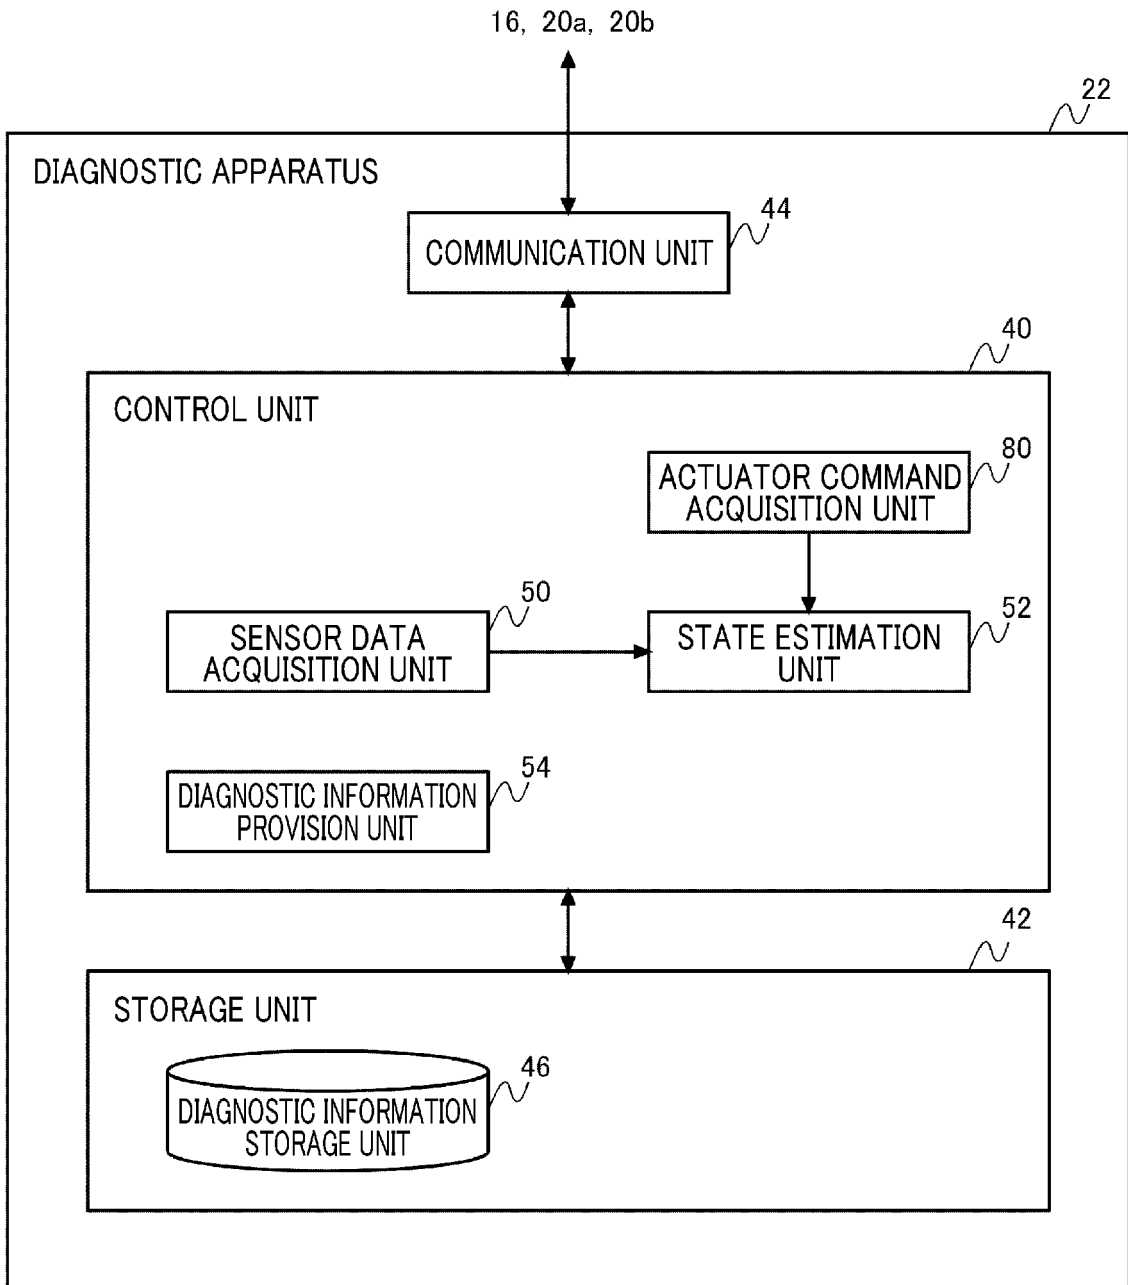 16, 20a, 20b
22
DIAGNOSTIC APPARATUS
44
COMMUNICATION UNIT
40
CONTROL UNIT
80
ACTUATOR COMMAND
ACQUISITION UNIT
50
SENSOR DATA
ACQUISITION UNIT
52
STATE ESTIMATION
UNIT
54
DIAGNOSTIC INFORMATION
PROVISION UNIT
42
STORAGE UNIT
46
DIAGNOSTIC INFORMATION
STORAGE UNIT